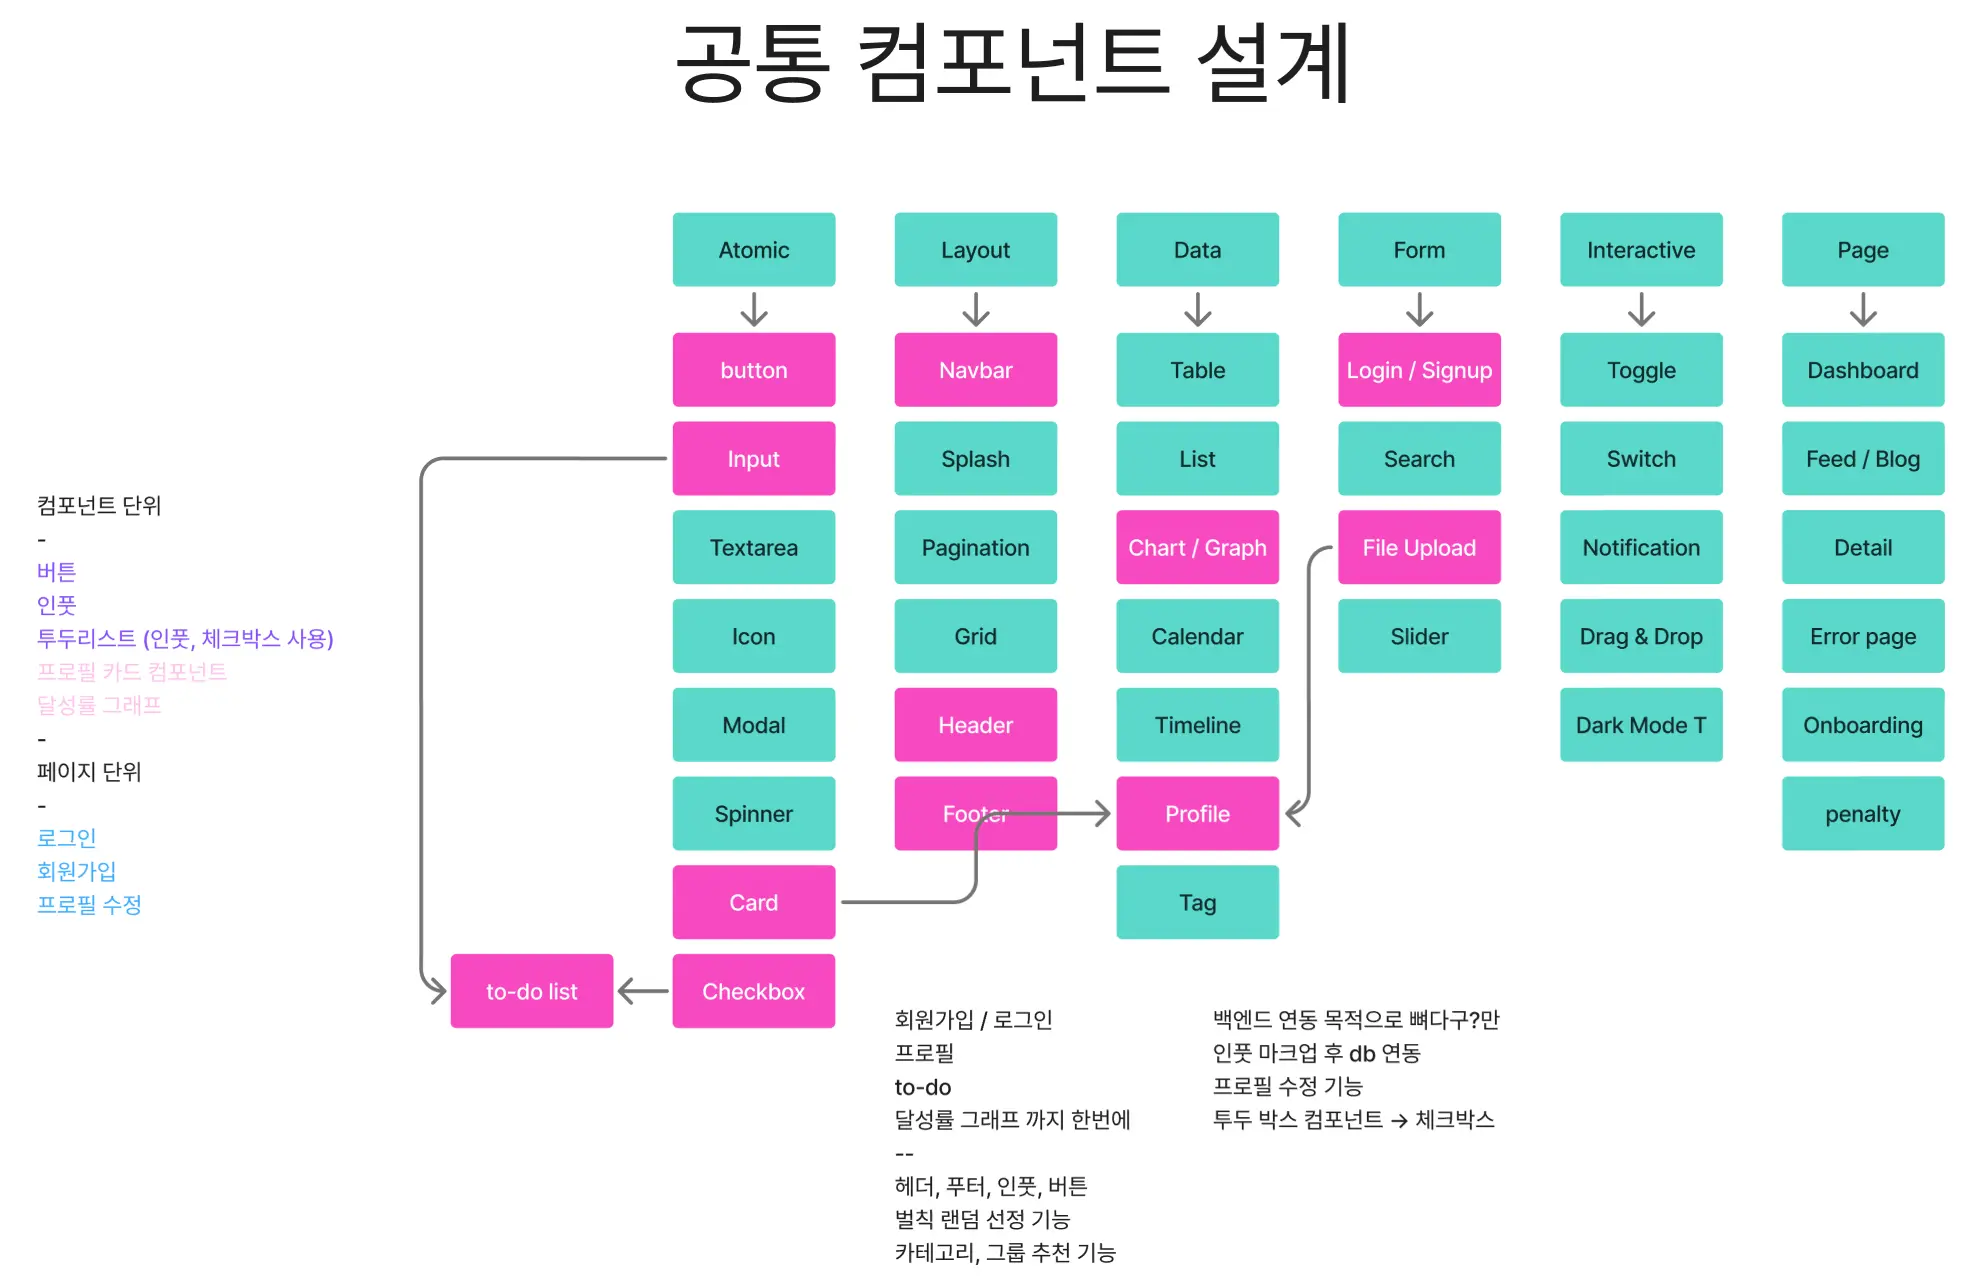 공통 컴포넌트 설계
Atomic
Layout
Data
Form
Interactive
Page
button
Navbar
Table
Login / Signup
Toggle
Dashboard
Input
Splash
List
Search
Switch
Feed / Blog
Textarea
Pagination
Chart / Graph
File Upload
Notification
Detail
Icon
Grid
Calendar
Slider
Drag & Drop
Error page
Modal
Header
Timeline
Dark Mode T
Onboarding
Spinner
Footer
Profile
penalty
Card
Tag
to-do list
Checkbox
컴포넌트 단위
-
버튼
인풋
투두리스트 (인풋, 체크박스 사용)
프로필 카드 컴포넌트
달성률 그래프
-
페이지 단위
-
로그인
회원가입
프로필 수정
회원가입 / 로그인
프로필
to-do
달성률 그래프 까지 한번에
--
헤더, 푸터, 인풋, 버튼
벌칙 랜덤 선정 기능
카테고리, 그룹 추천 기능
백엔드 연동 목적으로 뼈다구?만
인풋 마크업 후 db 연동
프로필 수정 기능
투두 박스 컴포넌트 → 체크박스